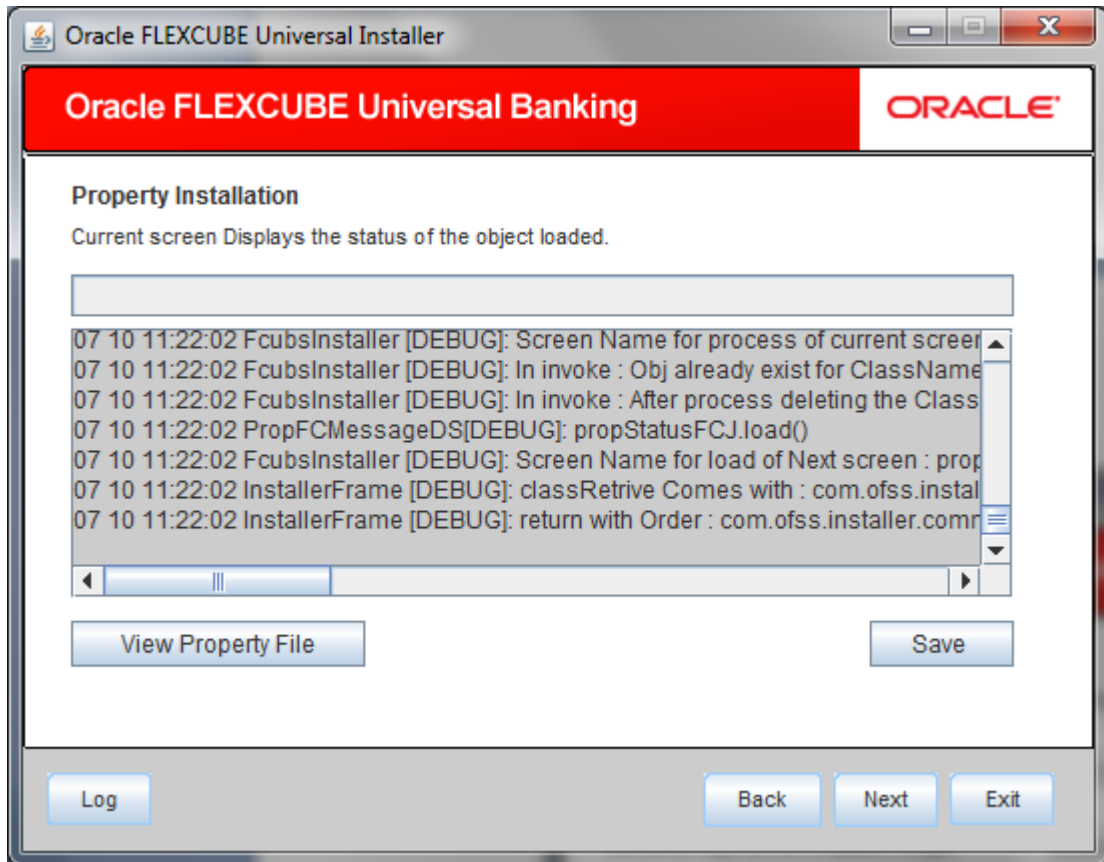 Oracle FLEXCUBE Universal Installer
Oracle FLEXCUBE Universal Banking
ORACLE
Property Installation
Current screen Displays the status of the object loaded.
07 10 11:22:02 FcubsInstaller [DEBUG]: Screen Name for process of current screen
07 10 11:22:02 FcubsInstaller [DEBUG]: In invoke : Obj already exist for ClassName
07 10 11:22:02 FcubsInstaller [DEBUG]: In invoke : After process deleting the Class
07 10 11:22:02 PropFCMessageDS[DEBUG]: propStatusFCJ.load()
07 10 11:22:02 FcubsInstaller [DEBUG]: Screen Name for load of Next screen : prop
07 10 11:22:02 InstallerFrame [DEBUG]: classRetrive Comes with : com.ofss.instal
07 10 11:22:02 InstallerFrame [DEBUG]: return with Order : com.ofss.installer.comm
View Property File
Save
Log
Back
Next
Exit